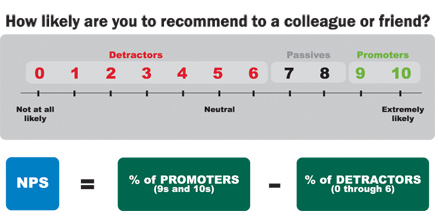 How likely are you to recommend to a colleague or friend?
Detractors Passives Promoters
0 1 2 3 4 5 6 7 8 9 10
Not at all likely Neutral Extremely likely
NPS = % of PROMOTERS (9s and 10s) - % of DETRACTORS (0 through 6)